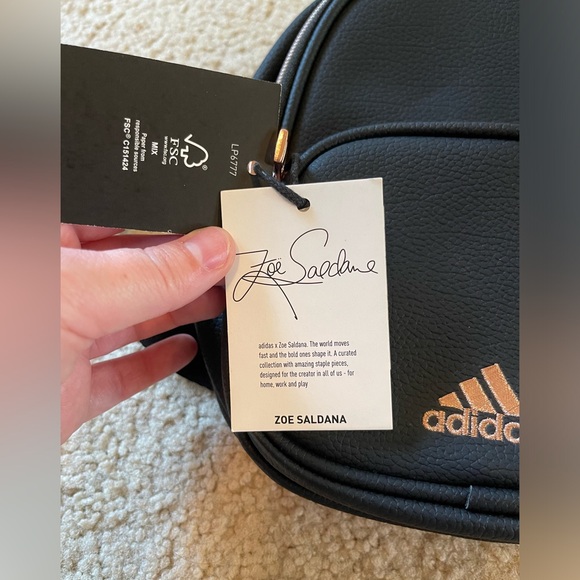 LP6777
FSC
www.fsc.org
MIX
Paper from
responsible sources
FSC® C151424
Zoë Saldana
adidas x Zoe Saldana. The world moves
fast and the bold ones shape it. A curated
collection with amazing staple pieces,
designed for the creator in all of us - for
home, work and play
ZOE SALDANA
adidas